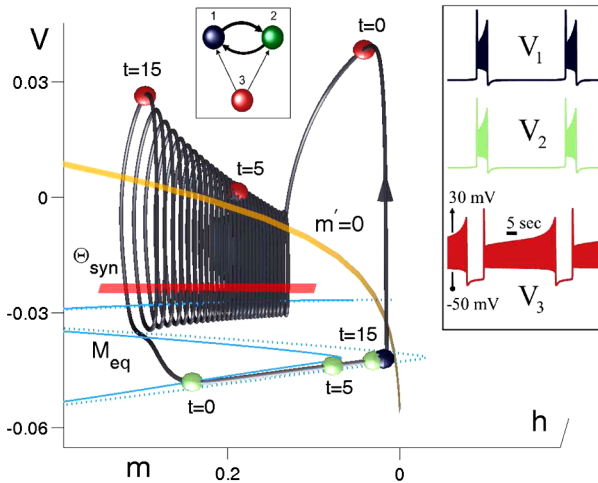 V
1
2
3
t=0
t=15
0.03
t=5
0
m'=0
Θsyn
-0.03
t=15
Meq
t=5
t=0
-0.06
h
m
0.2
0
V1
V2
30 mV
5 sec
-50 mV
V3